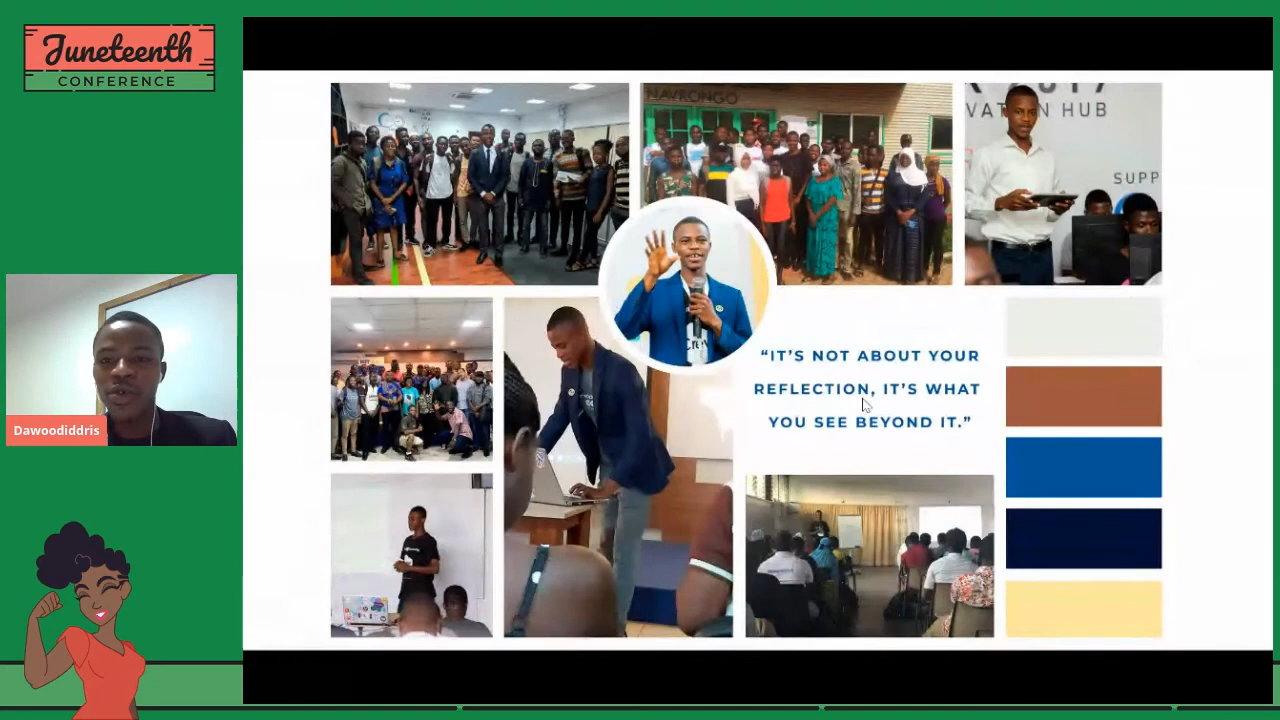 Juneteenth
CONFERENCE
NAVRONGO
VATION HUB
SUPP
“IT’S NOT ABOUT YOUR
REFLECTION, IT’S WHAT
YOU SEE BEYOND IT.”
Dawoodiddris